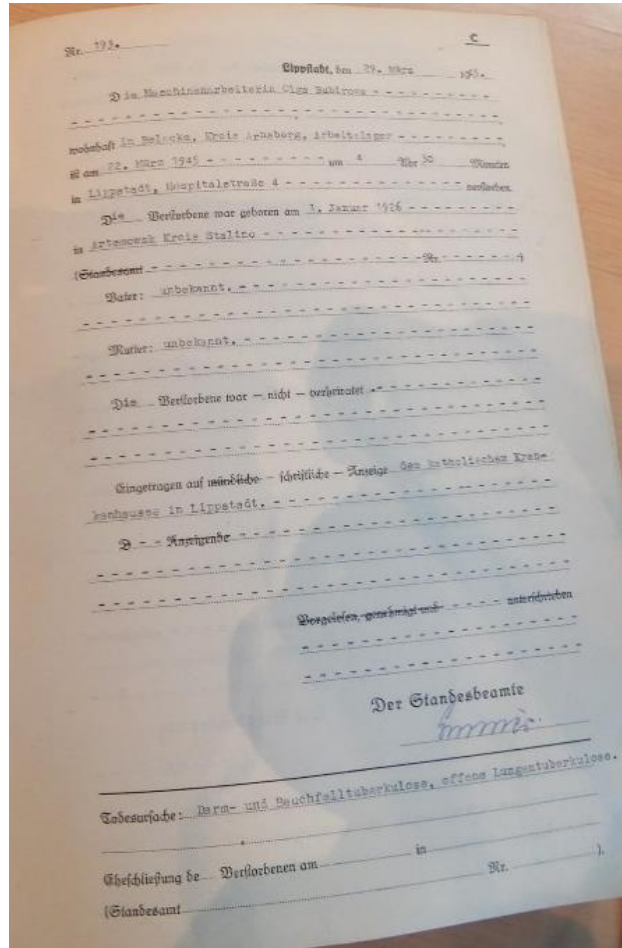 Nr. 193.
C
Lippstadt, den 29. März 1945.
Die Maschinenarbeiterin Olga Bubirowa - - - - - - - - -
- - - - - - - - - - - - - - - - - - - - - - - - - - ,
wohnhaft in Belecke, Kreis Arnsberg, Arbeitslager - - - - - - - -
ist am 22. März 1945 - - - - - - - - - um 4 Uhr 30 Minuten
in Lippstadt, Hospitalstraße 4 - - - - - - - - - - - - - verstorben.
Die Verstorbene war geboren am 1. Januar 1926 - - - - - - - -
in Artemowsk Kreis Stalino - - - - - - - - - - - - - - -
(Standesamt - - - - - - - - - - - - - - - - - - Nr. - - - - - )
Vater: unbekannt. - - - - - - - - - - - - - - - - - - -
- - - - - - - - - - - - - - - - - - - - - - - - - - -
Mutter: unbekannt. - - - - - - - - - - - - - - - - - - -
- - - - - - - - - - - - - - - - - - - - - - - - - - -
Die Verstorbene war – nicht – verheiratet - - - - - - - - - -
- - - - - - - - - - - - - - - - - - - - - - - - - - -
- - - - - - - - - - - - - - - - - - - - - - - - - - -
Eingetragen auf mündliche – schriftliche – Anzeige des katholischen Kran-
kenhauses in Lippstadt. - - - - - - - - - - - - - - - - -
D - - Anzeigende - - - - - - - - - - - - - - - - - - -
- - - - - - - - - - - - - - - - - - - - - - - - - - -
- - - - - - - - - - - - - - - - - - - - - - - - - - -
Vorgelesen, genehmigt und - - - - - unterschrieben
- - - - - - - - - - - - - - - - -
- - - - - - - - - - - - - - - - -
Der Standesbeamte
Todesursache: Darm- und Bauchfelltuberkulose, offene Lungentuberkulose.
.
Eheschließung de Verstorbenen am in
(Standesamt Nr. ).